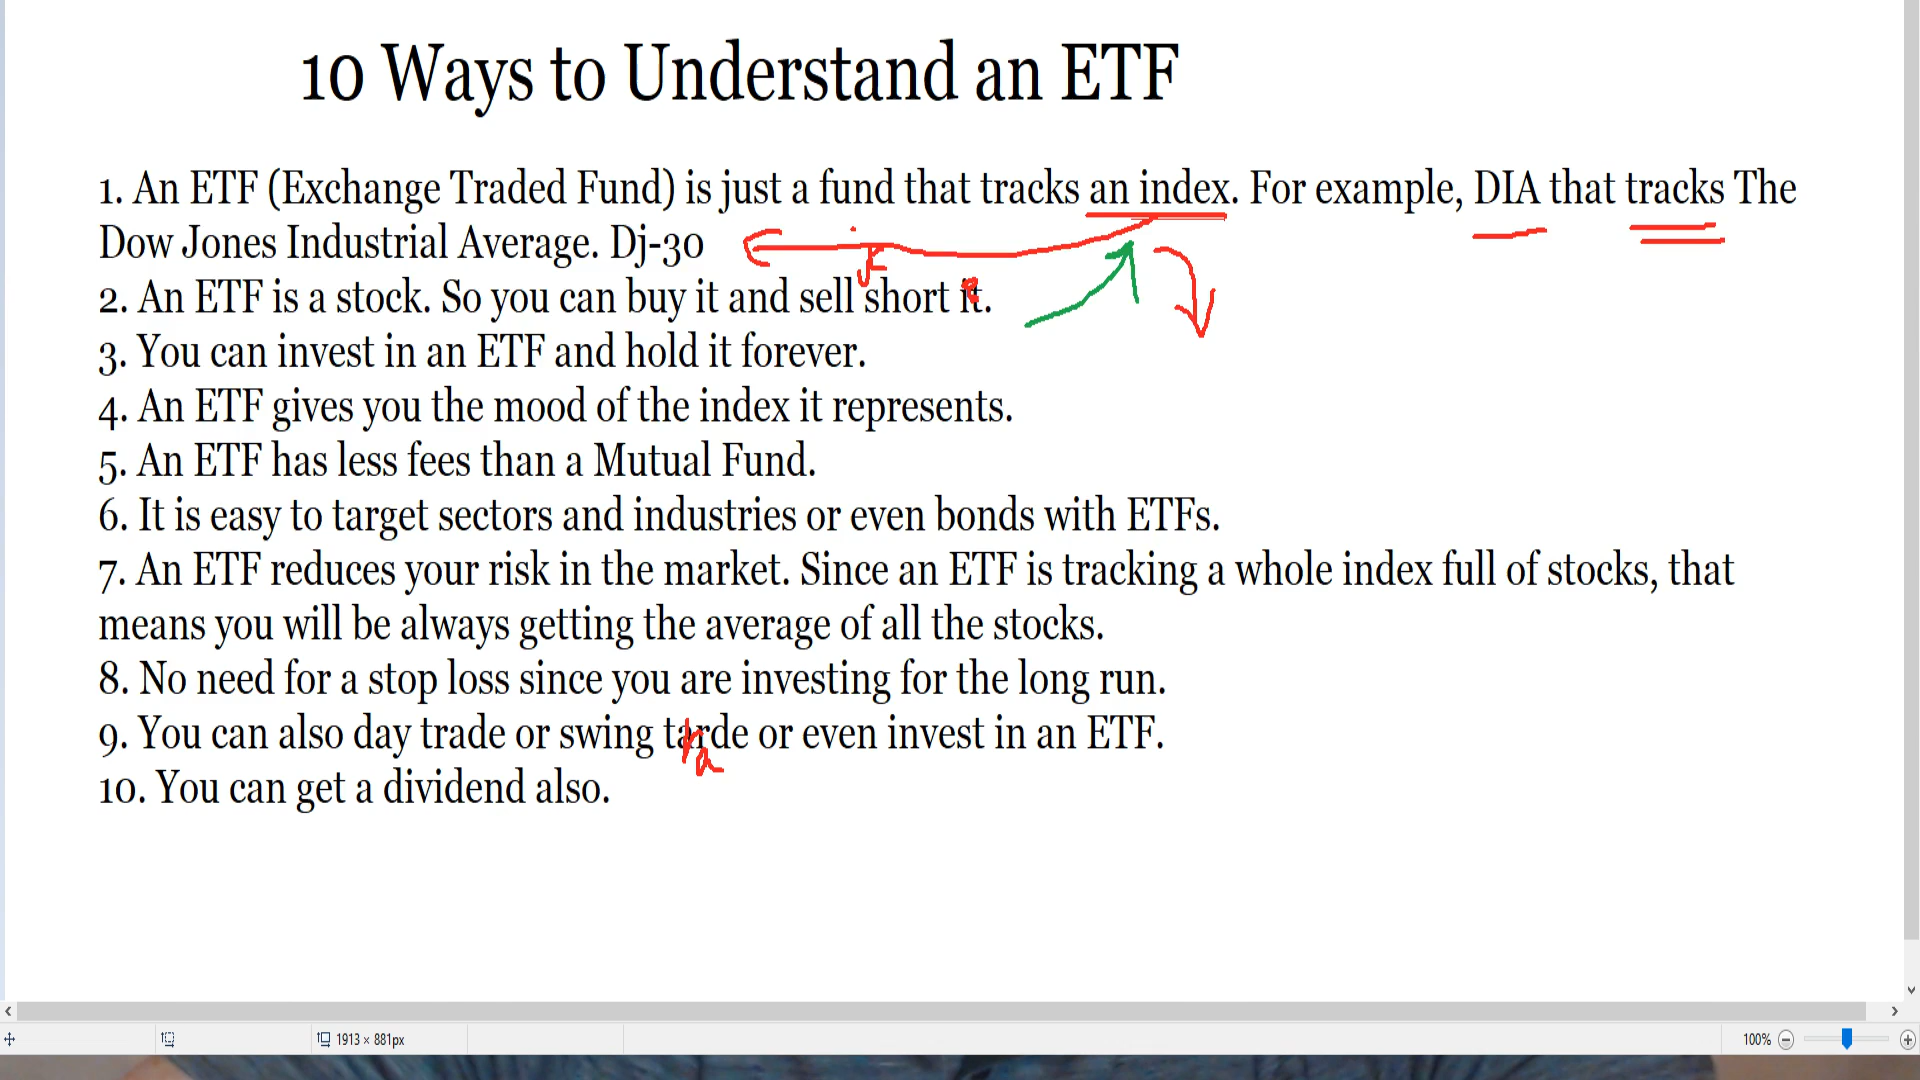 10 Ways to Understand an ETF
1. An ETF (Exchange Traded Fund) is just a fund that tracks an index. For example, DIA that tracks The
Dow Jones Industrial Average. Dj-30
2. An ETF is a stock. So you can buy it and sell short it.
3. You can invest in an ETF and hold it forever.
4. An ETF gives you the mood of the index it represents.
5. An ETF has less fees than a Mutual Fund.
6. It is easy to target sectors and industries or even bonds with ETFs.
7. An ETF reduces your risk in the market. Since an ETF is tracking a whole index full of stocks, that
means you will be always getting the average of all the stocks.
8. No need for a stop loss since you are investing for the long run.
9. You can also day trade or swing tarde or even invest in an ETF.
ra
10. You can get a dividend also.
1913 × 881px
100%